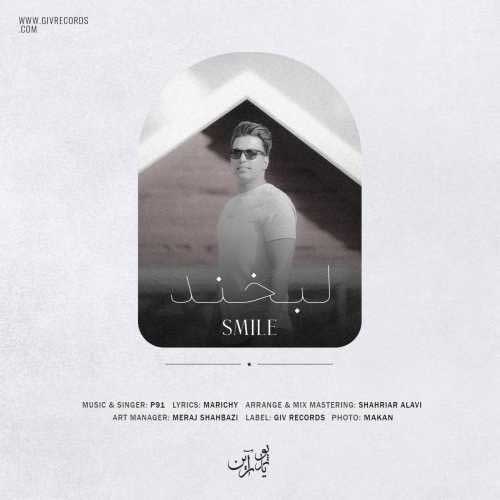 WWW.GIVRECORDS
.COM
لبخند
SMILE
MUSIC & SINGER: P91 LYRICS: MARICHY ARRANGE & MIX MASTERING: SHAHRIAR ALAVI
ART MANAGER: MERAJ SHAHBAZI LABEL: GIV RECORDS PHOTO: MAKAN